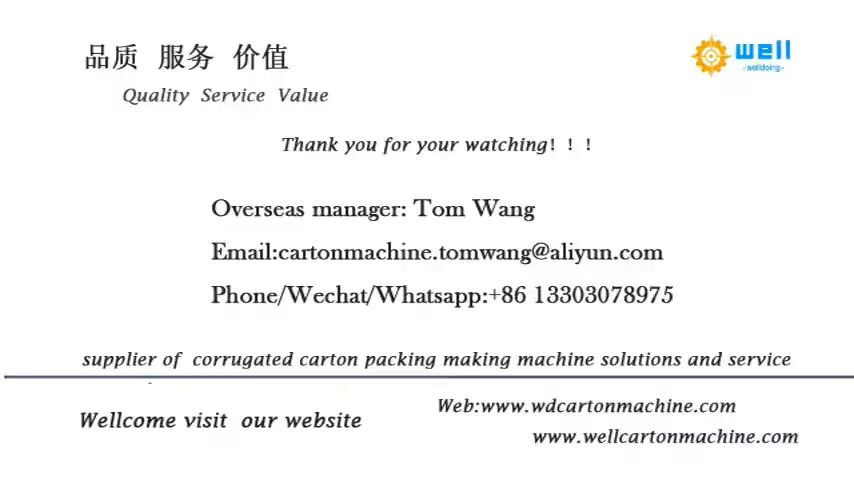 品质 服务 价值
well
-welldoing-
Quality Service Value
Thank you for your watching！！！
Overseas manager: Tom Wang
Email:cartonmachine.tomwang@aliyun.com
Phone/Wechat/Whatsapp:+86 13303078975
supplier of corrugated carton packing making machine solutions and service
Wellcome visit our website
Web:www.wdcartonmachine.com
www.wellcartonmachine.com